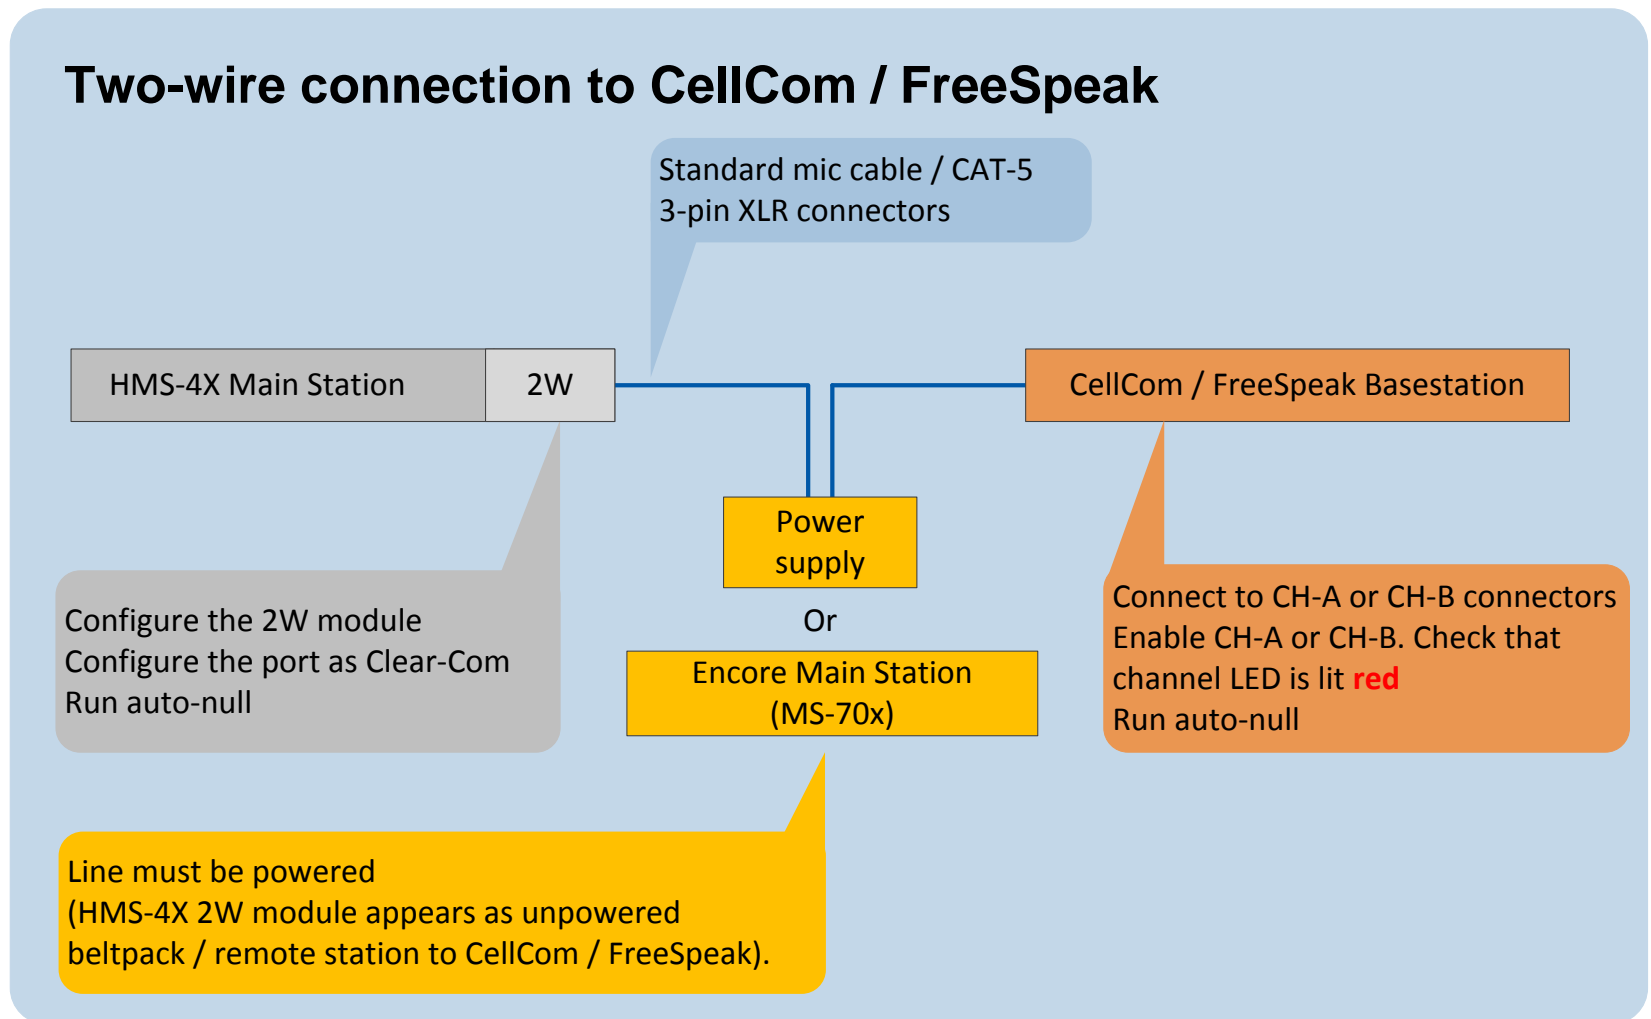 Two-wire connection to CellCom / FreeSpeak
Standard mic cable / CAT-5
3-pin XLR connectors
HMS-4X Main Station
2W
CellCom / FreeSpeak Basestation
Power
supply
Or
Encore Main Station
(MS-70x)
Configure the 2W module
Configure the port as Clear-Com
Run auto-null
Connect to CH-A or CH-B connectors
Enable CH-A or CH-B. Check that
channel LED is lit red
Run auto-null
Line must be powered
(HMS-4X 2W module appears as unpowered
beltpack / remote station to CellCom / FreeSpeak).